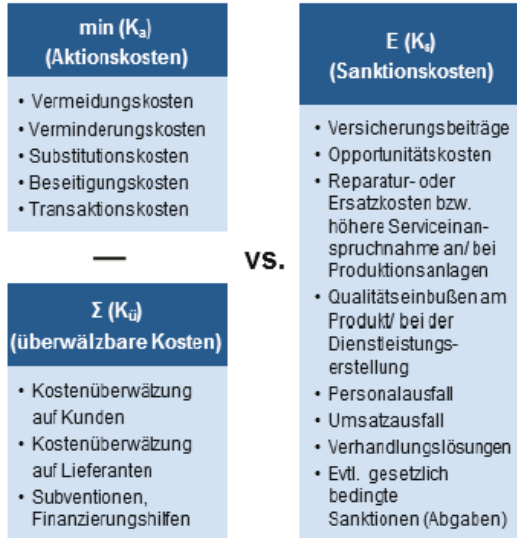 min (Kₐ)
(Aktionskosten)
• Vermeidungskosten
• Verminderungskosten
• Substitutionskosten
• Beseitigungskosten
• Transaktionskosten
—
Σ (Kü)
(überwälzbare Kosten)
• Kostenüberwälzung
auf Kunden
• Kostenüberwälzung
auf Lieferanten
• Subventionen,
Finanzierungshilfen
vs.
E (Kₛ)
(Sanktionskosten)
• Versicherungsbeiträge
• Opportunitätskosten
• Reparatur- oder
Ersatzkosten bzw.
höhere Serviceinan-
spruchnahme an/ bei
Produktionsanlagen
• Qualitätseinbußen am
Produkt/ bei der
Dienstleistungs-
erstellung
• Personalausfall
• Umsatzausfall
• Verhandlungslösungen
• Evtl. gesetzlich
bedingte
Sanktionen (Abgaben)